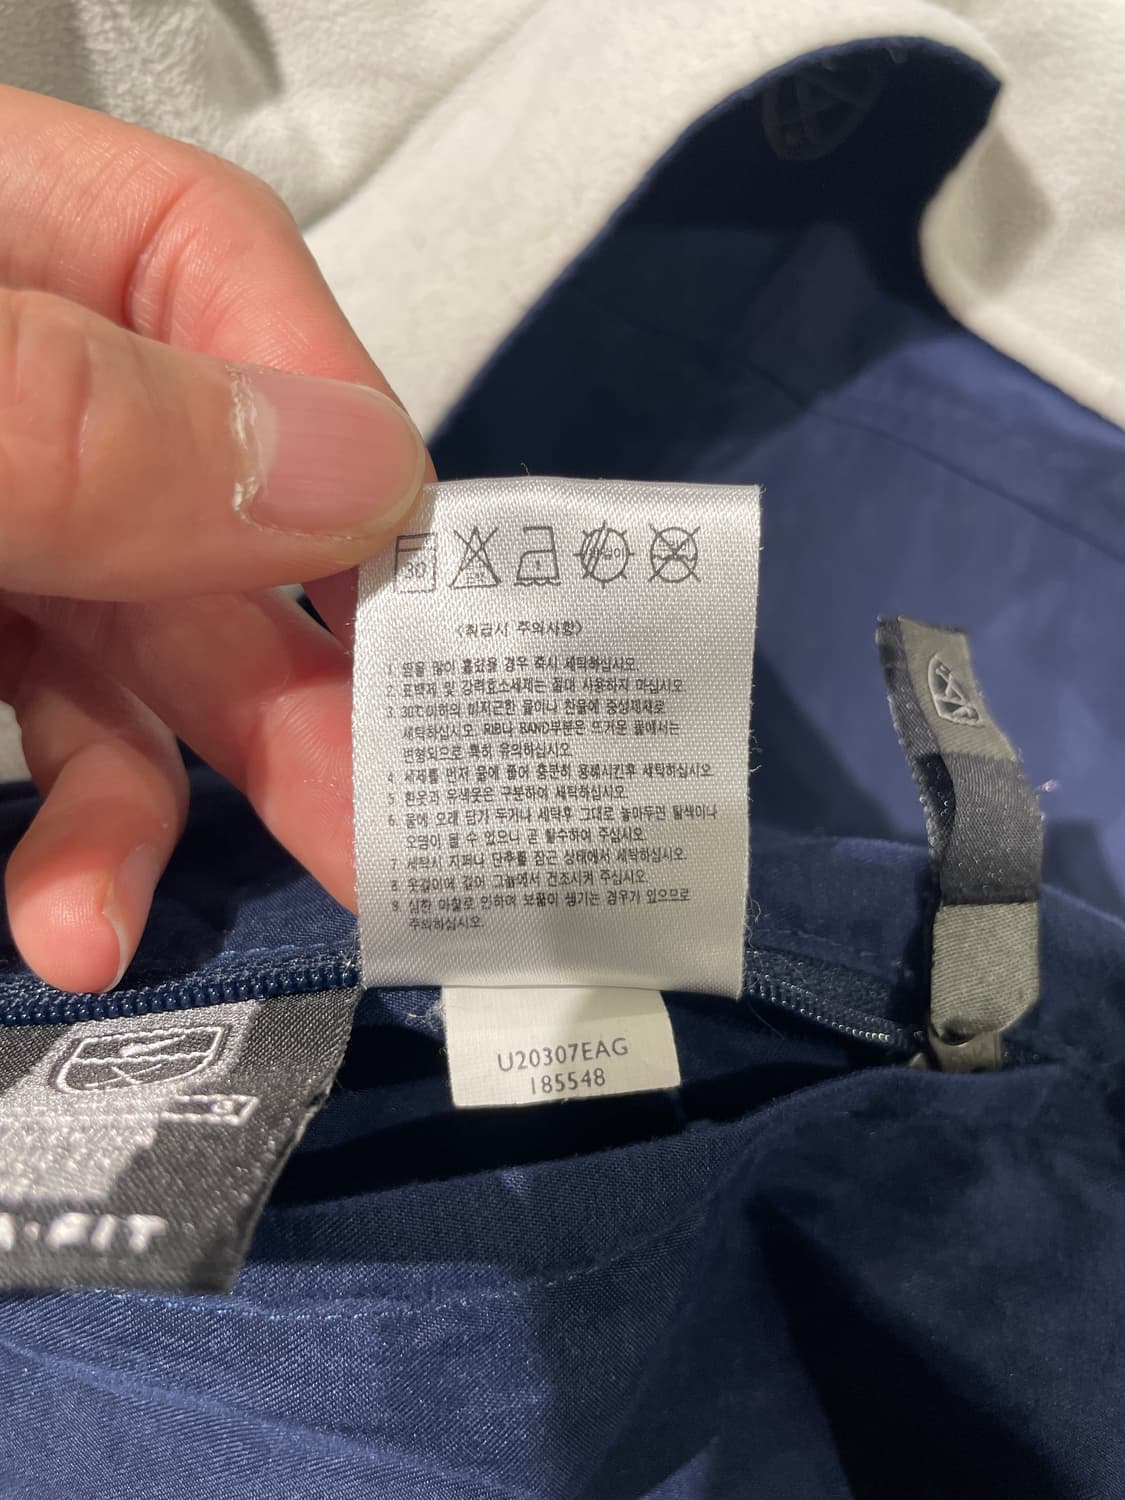 30
<취급시 주의사항>
1. 땀을 많이 흘렸을 경우 즉시 세탁하십시오.
2. 표백제 및 강력효소세제는 절대 사용하지 마십시오
3. 30℃이하의 미지근한 물이나 찬물에 중성세제로
세탁하십시오. RIB나 BAND부분은 뜨거운 물에서는
변형되므로 특히 유의하십시오.
4. 세제를 먼저 물에 풀어 충분히 용해시킨후 세탁하십시오.
5. 흰옷과 유색옷은 구분하여 세탁하십시오.
6. 물에 오래 담가 두거나 세탁후 그대로 놓아두면 탈색이나
오염이 될 수 있으니 곧 탈수하여 주십시오.
7. 세탁시 지퍼나 단추를 잠근 상태에서 세탁하십시오.
8. 옷걸이에 걸어 그늘에서 건조시켜 주십시오.
9. 심한 마찰로 인하여 보풀이 생기는 경우가 있으므로
주의하십시오.
U20307EAG
185548
FIT